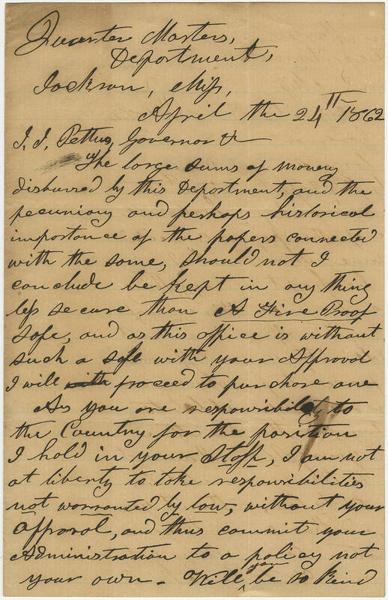 Quarter Masters,
Department,
Jackson, Miss,
April the 24th 1862
J. J. Pettus, Governor &c
The large sums of money
disbursed by this Department, and the
pecuniary and perhaps historical
importance of the papers connected
with the same, should not I
conclude be kept in any thing
less secure than A Fire Proof
Safe, and as this office is without
such a safe with your Approval
I will with proceed to purchase one
As you are responsibility to
the Country for the position
I hold in your Staff, I am not
at liberty to take responsibilities
not warranted by law, without your
approval, and thus commit your
Administration to a policy not
your own. Will you be so kind